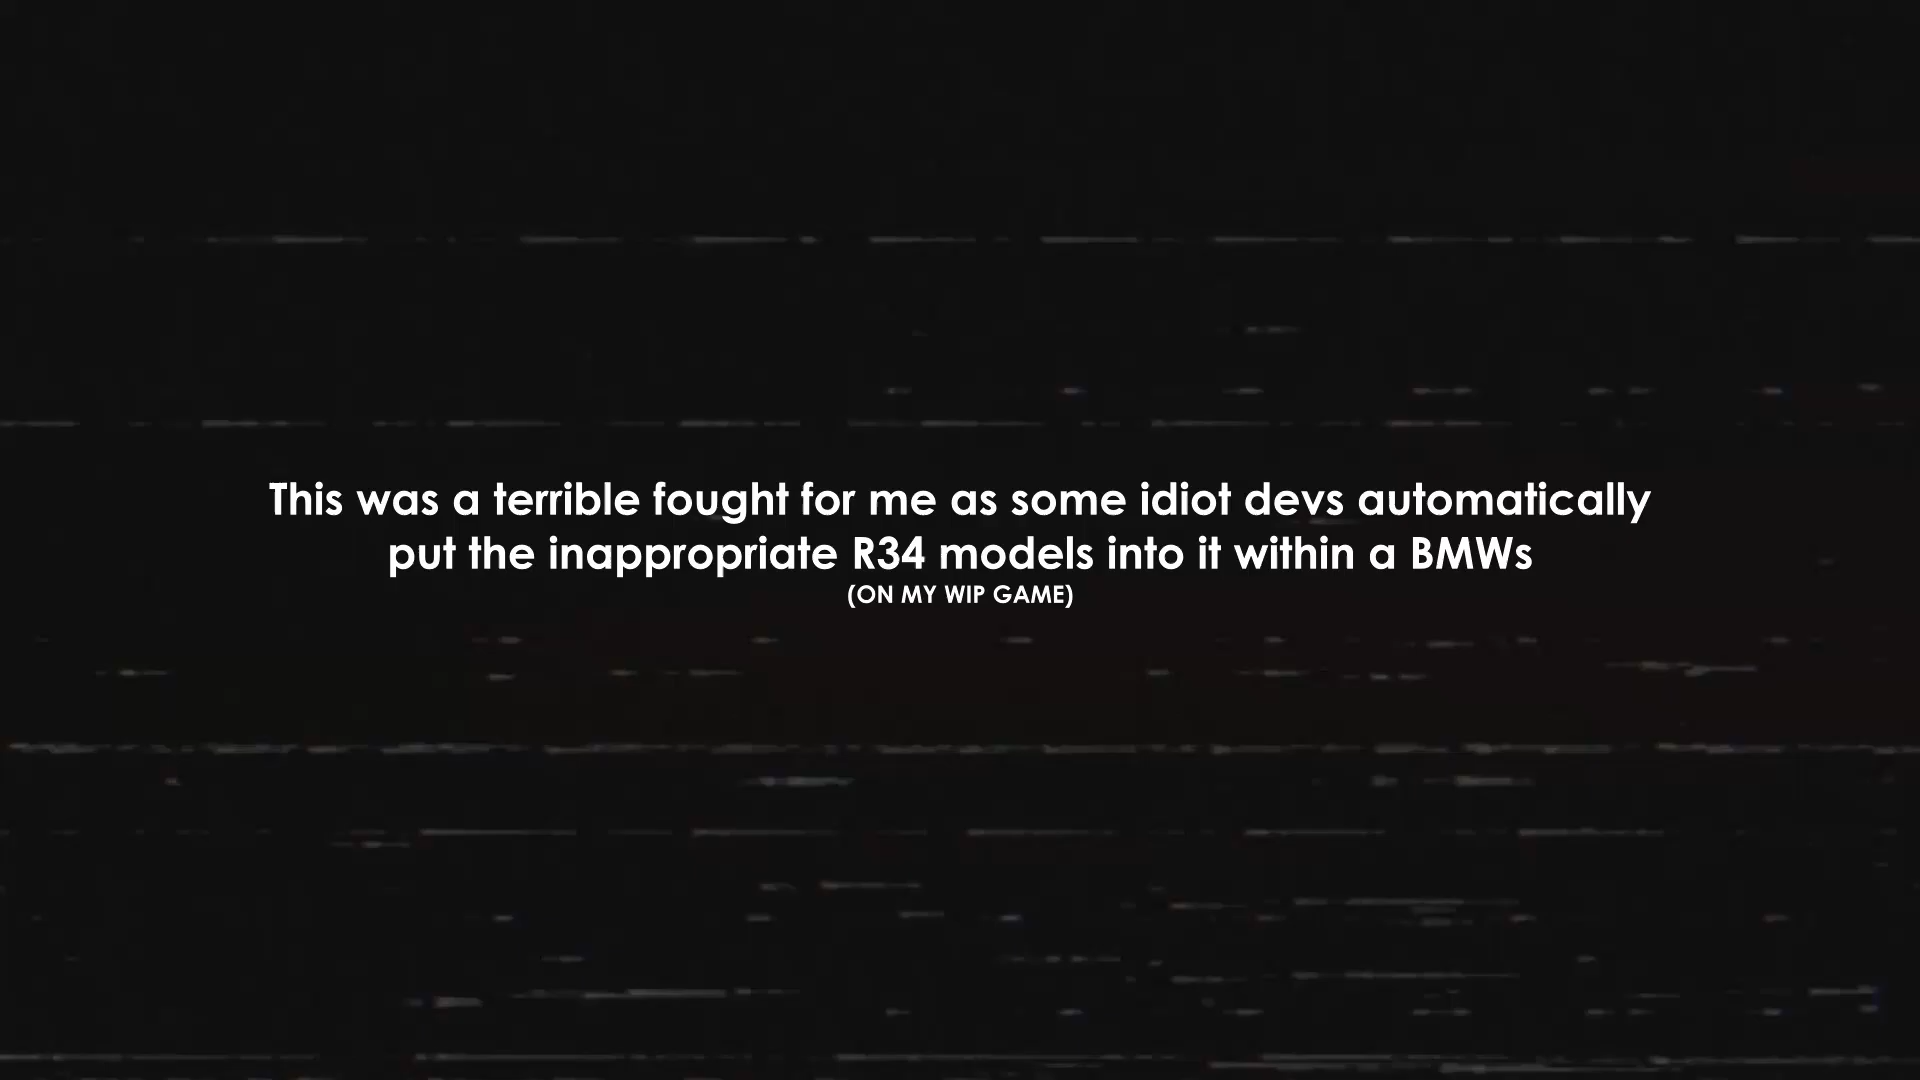 This was a terrible fought for me as some idiot devs automatically
put the inappropriate R34 models into it within a BMWs
(ON MY WIP GAME)